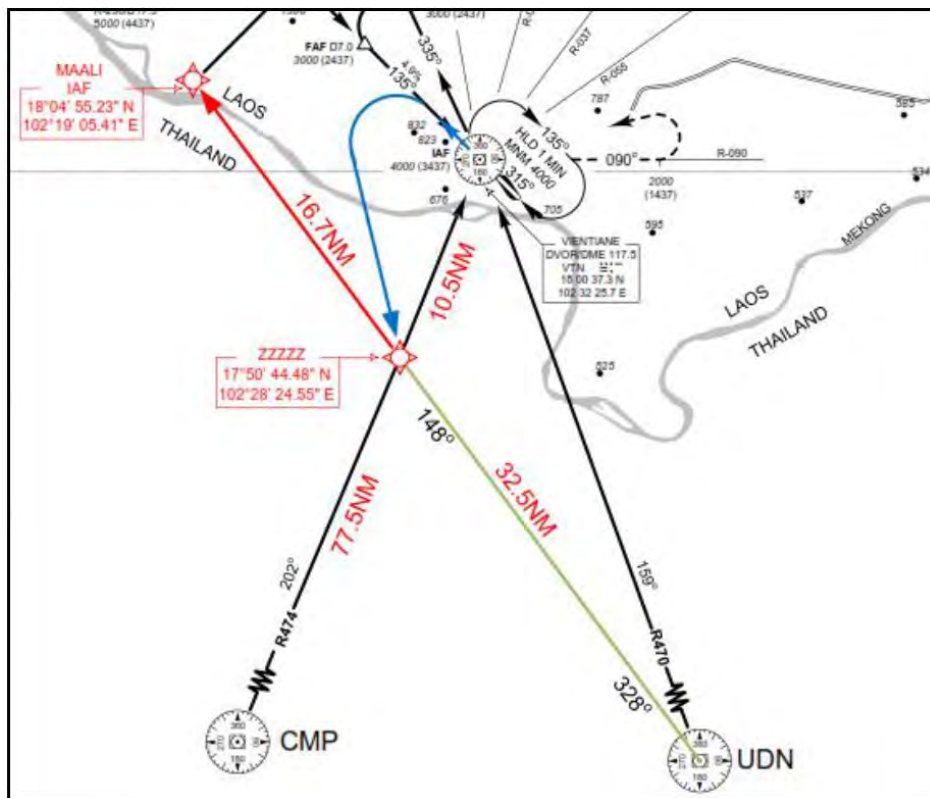 5000 (4437)
3000 (2437)
R-037
R-055
FAF D7.0
3000 (2437)
4.9%
135°
335°
MAALI
IAF
18°04' 55.23" N
102°19' 05.41" E
LAOS
THAILAND
787
585
832
823
IAF
4000 (3437)
135°
HLD 1 MIN
MNM 4000
315°
090°
R-090
2000
(1437)
534
537
676
705
595
MEKONG
16.7NM
10.5NM
VIENTIANE
DVOR/DME 117.5
VTN
18 00 37.3 N
102 32 25.7 E
LAOS
THAILAND
ZZZZZ
17°50' 44.48" N
102°28' 24.55" E
525
148°
77.5NM
32.5NM
202°
159°
R474
R470
328°
CMP
UDN